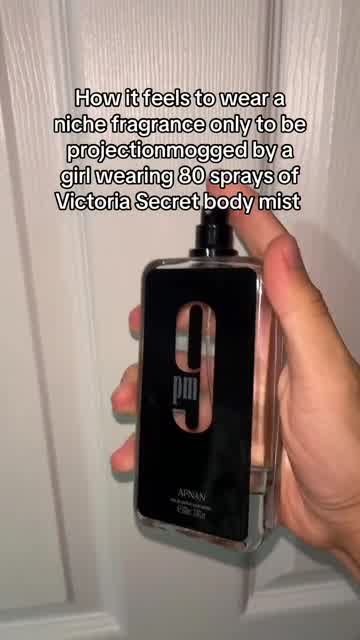 How it feels to wear a
niche fragrance only to be
projectionmogged by a
girl wearing 80 sprays of
Victoria Secret body mist
9
pm
AFNAN